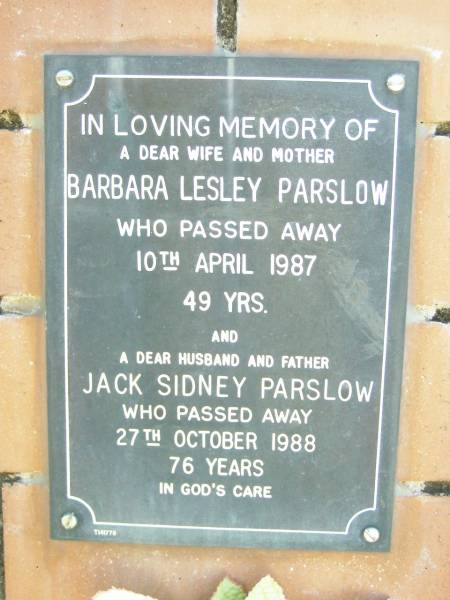 IN LOVING MEMORY OF
A DEAR WIFE AND MOTHER
BARBARA LESLEY PARSLOW
WHO PASSED AWAY
10TH APRIL 1987
49 YRS.
AND
A DEAR HUSBAND AND FATHER
JACK SIDNEY PARSLOW
WHO PASSED AWAY
27TH OCTOBER 1988
76 YEARS
IN GOD'S CARE